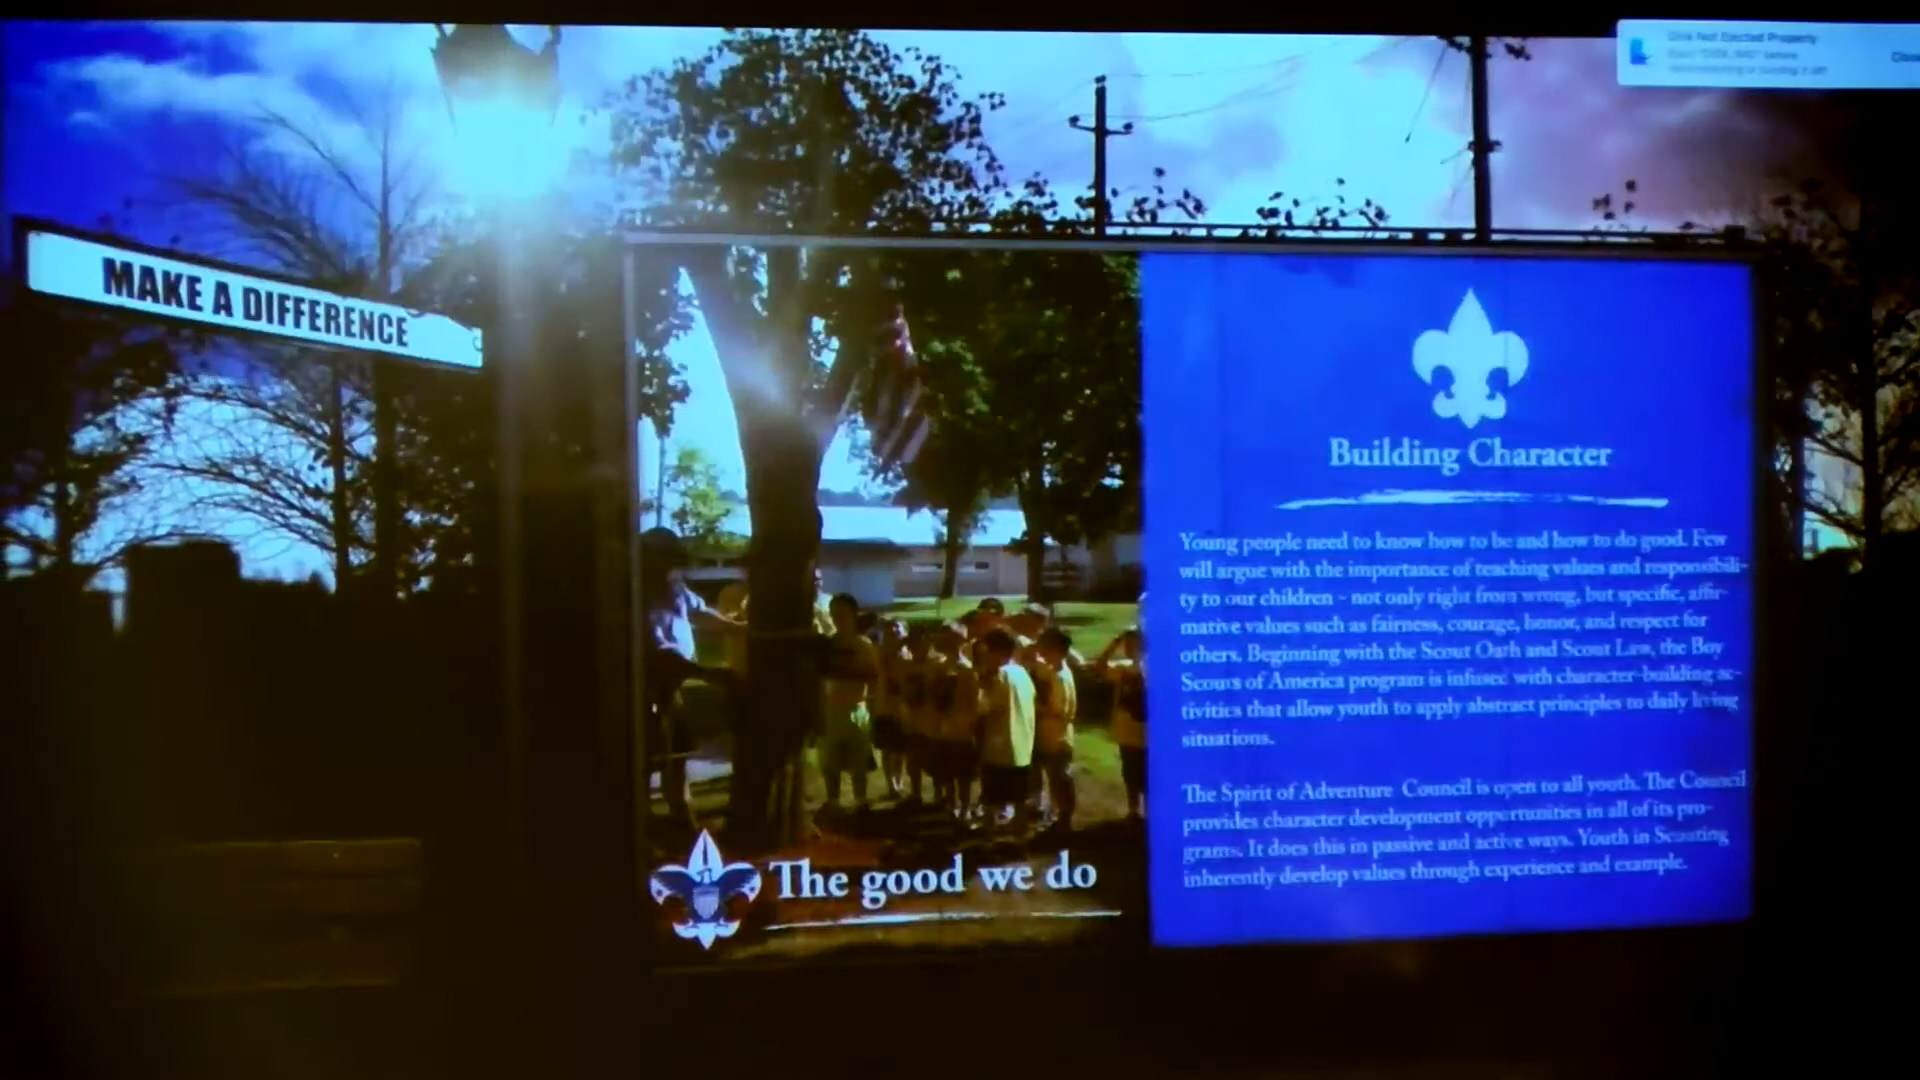 Disk Not Ejected Properly
Close
MAKE A DIFFERENCE
Building Character
Young people need to know how to be and how to do good. Few
will argue with the importance of teaching values and responsibili-
ty to our children - not only right from wrong, but specific, affir-
mative values such as fairness, courage, honor, and respect for
others. Beginning with the Scout Oath and Scout Law, the Boy
Scouts of America program is infused with character-building ac-
tivities that allow youth to apply abstract principles to daily living
situations.
The Spirit of Adventure Council is open to all youth. The Council
provides character development opportunities in all of its pro-
grams. It does this in passive and active ways. Youth in Scouting
inherently develop values through experience and example.
The good we do